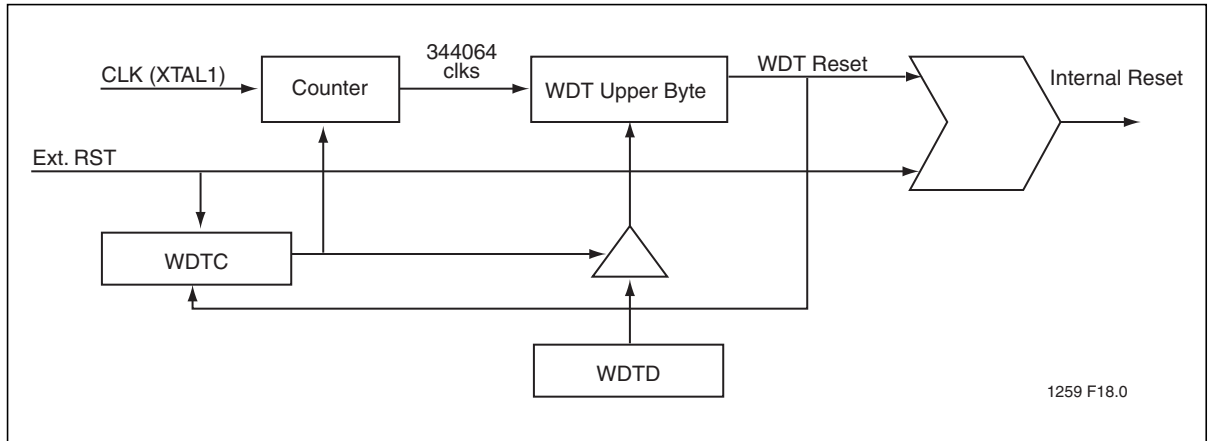 344064
clks
CLK (XTAL1)
Counter
WDT Upper Byte
WDT Reset
Internal Reset
Ext. RST
WDTC
WDTD
1259 F18.0